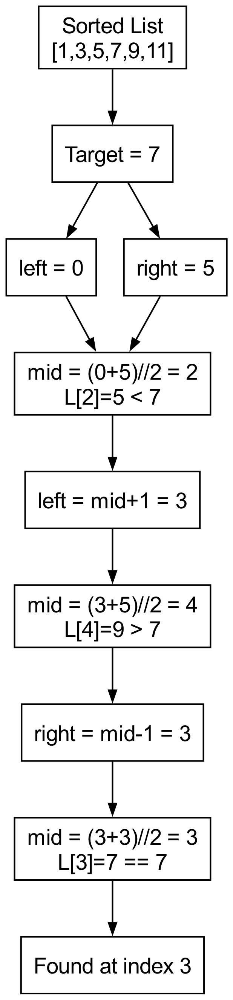 Sorted List
[1,3,5,7,9,11]
Target = 7
left = 0
right = 5
mid = (0+5)//2 = 2
L[2]=5 < 7
left = mid+1 = 3
mid = (3+5)//2 = 4
L[4]=9 > 7
right = mid-1 = 3
mid = (3+3)//2 = 3
L[3]=7 == 7
Found at index 3